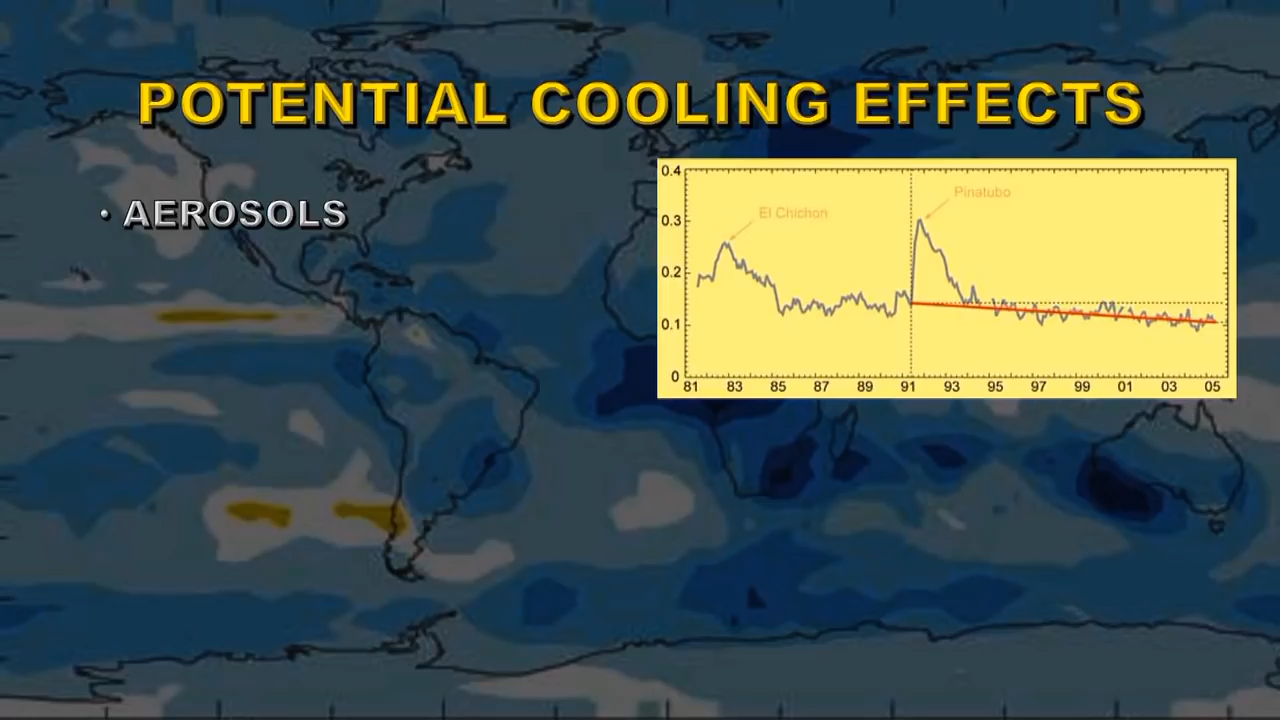 POTENTIAL COOLING EFFECTS
• AEROSOLS
0.4
0.3
0.2
0.1
0
El Chichon
Pinatubo
81 83 85 87 89 91 93 95 97 99 01 03 05